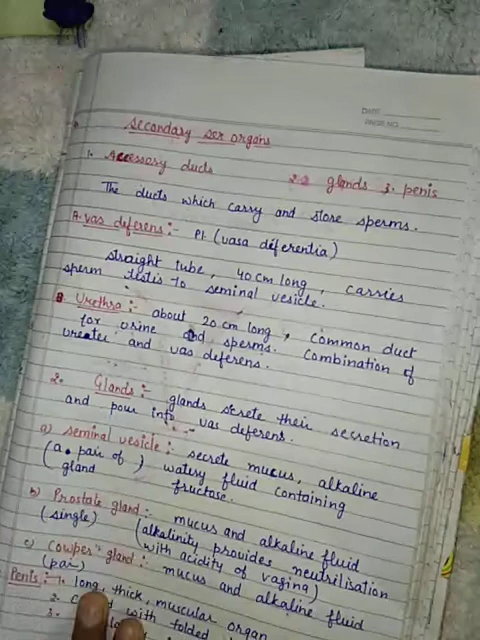 DATE
PAGE NO.
Secondary sex organs
1. Accessory ducts 2. glands 3. penis
The ducts which carry and store sperms.
A. vas deferens :- Pl. (vasa deferentia)
straight tube, 40 cm long, carries
sperm testis to seminal vesicle.
B. Urethra :- about 20 cm long, common duct
for urine and sperms. Combination of
ureter and vas deferens.
2. Glands :- glands secrete their secretion
and pour into vas deferens.
a) Seminal vesicle :- secrete mucus, alkaline
(a pair of ) watery fluid containing
gland fructose.
b) Prostate gland :- mucus and alkaline fluid
(single) (alkalinity provides neutrilisation
with acidity of vaging)
c) Cowper's gland :- mucus and alkaline fluid
(pair)
Penis :- 1. long, thick, muscular organ
2. with folded
3.